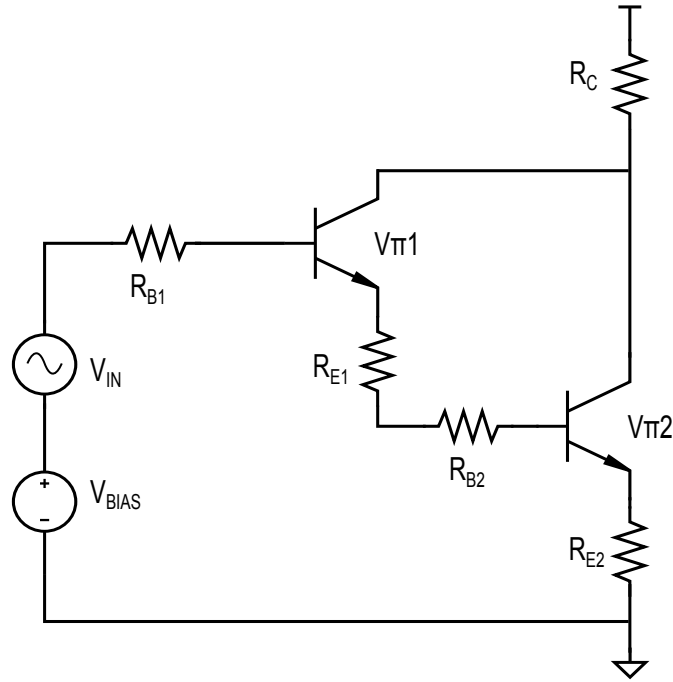 R_C
Vπ1
R_B1
R_E1
V_IN
Vπ2
R_B2
V_BIAS
+
−
R_E2